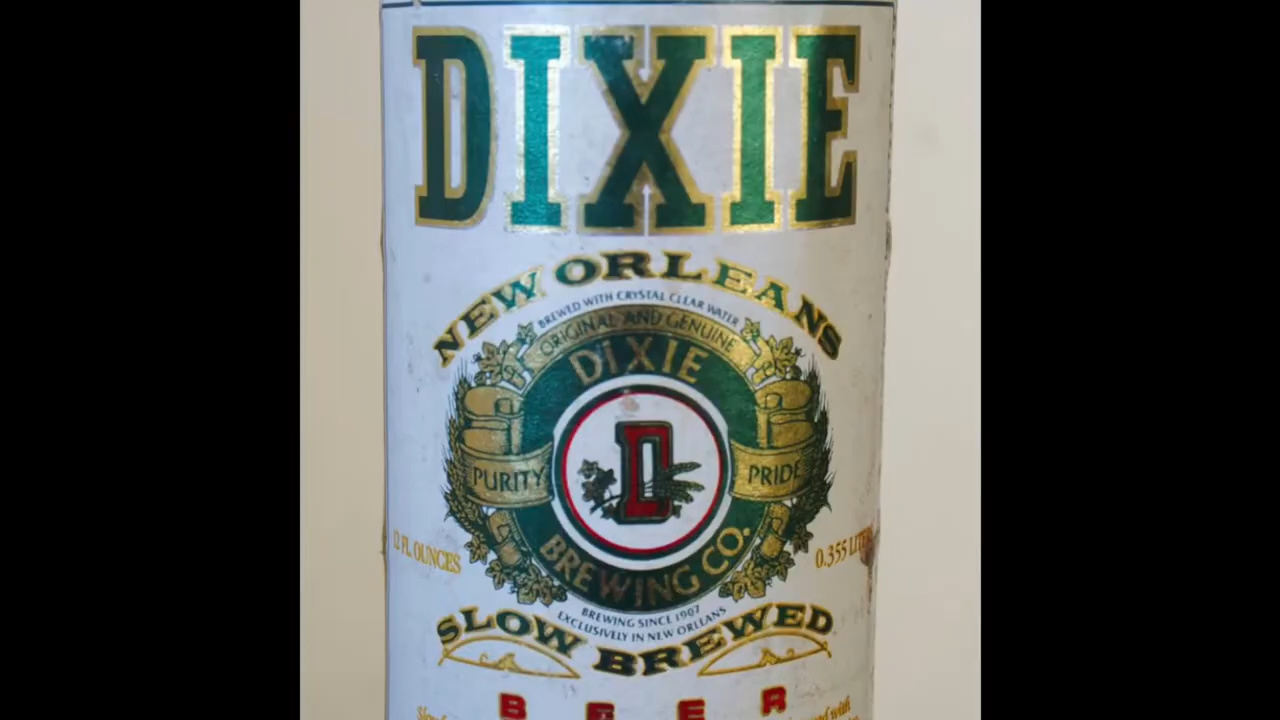 DIXIE
NEW ORLEANS
BREWED WITH CRYSTAL CLEAR WATER
ORIGINAL AND GENUINE
DIXIE
D
PURITY
PRIDE
BREWING CO.
12 FL. OUNCES
0.355
BREWING SINCE 1907
EXCLUSIVELY IN NEW ORLEANS
SLOW BREWED
BEER
with